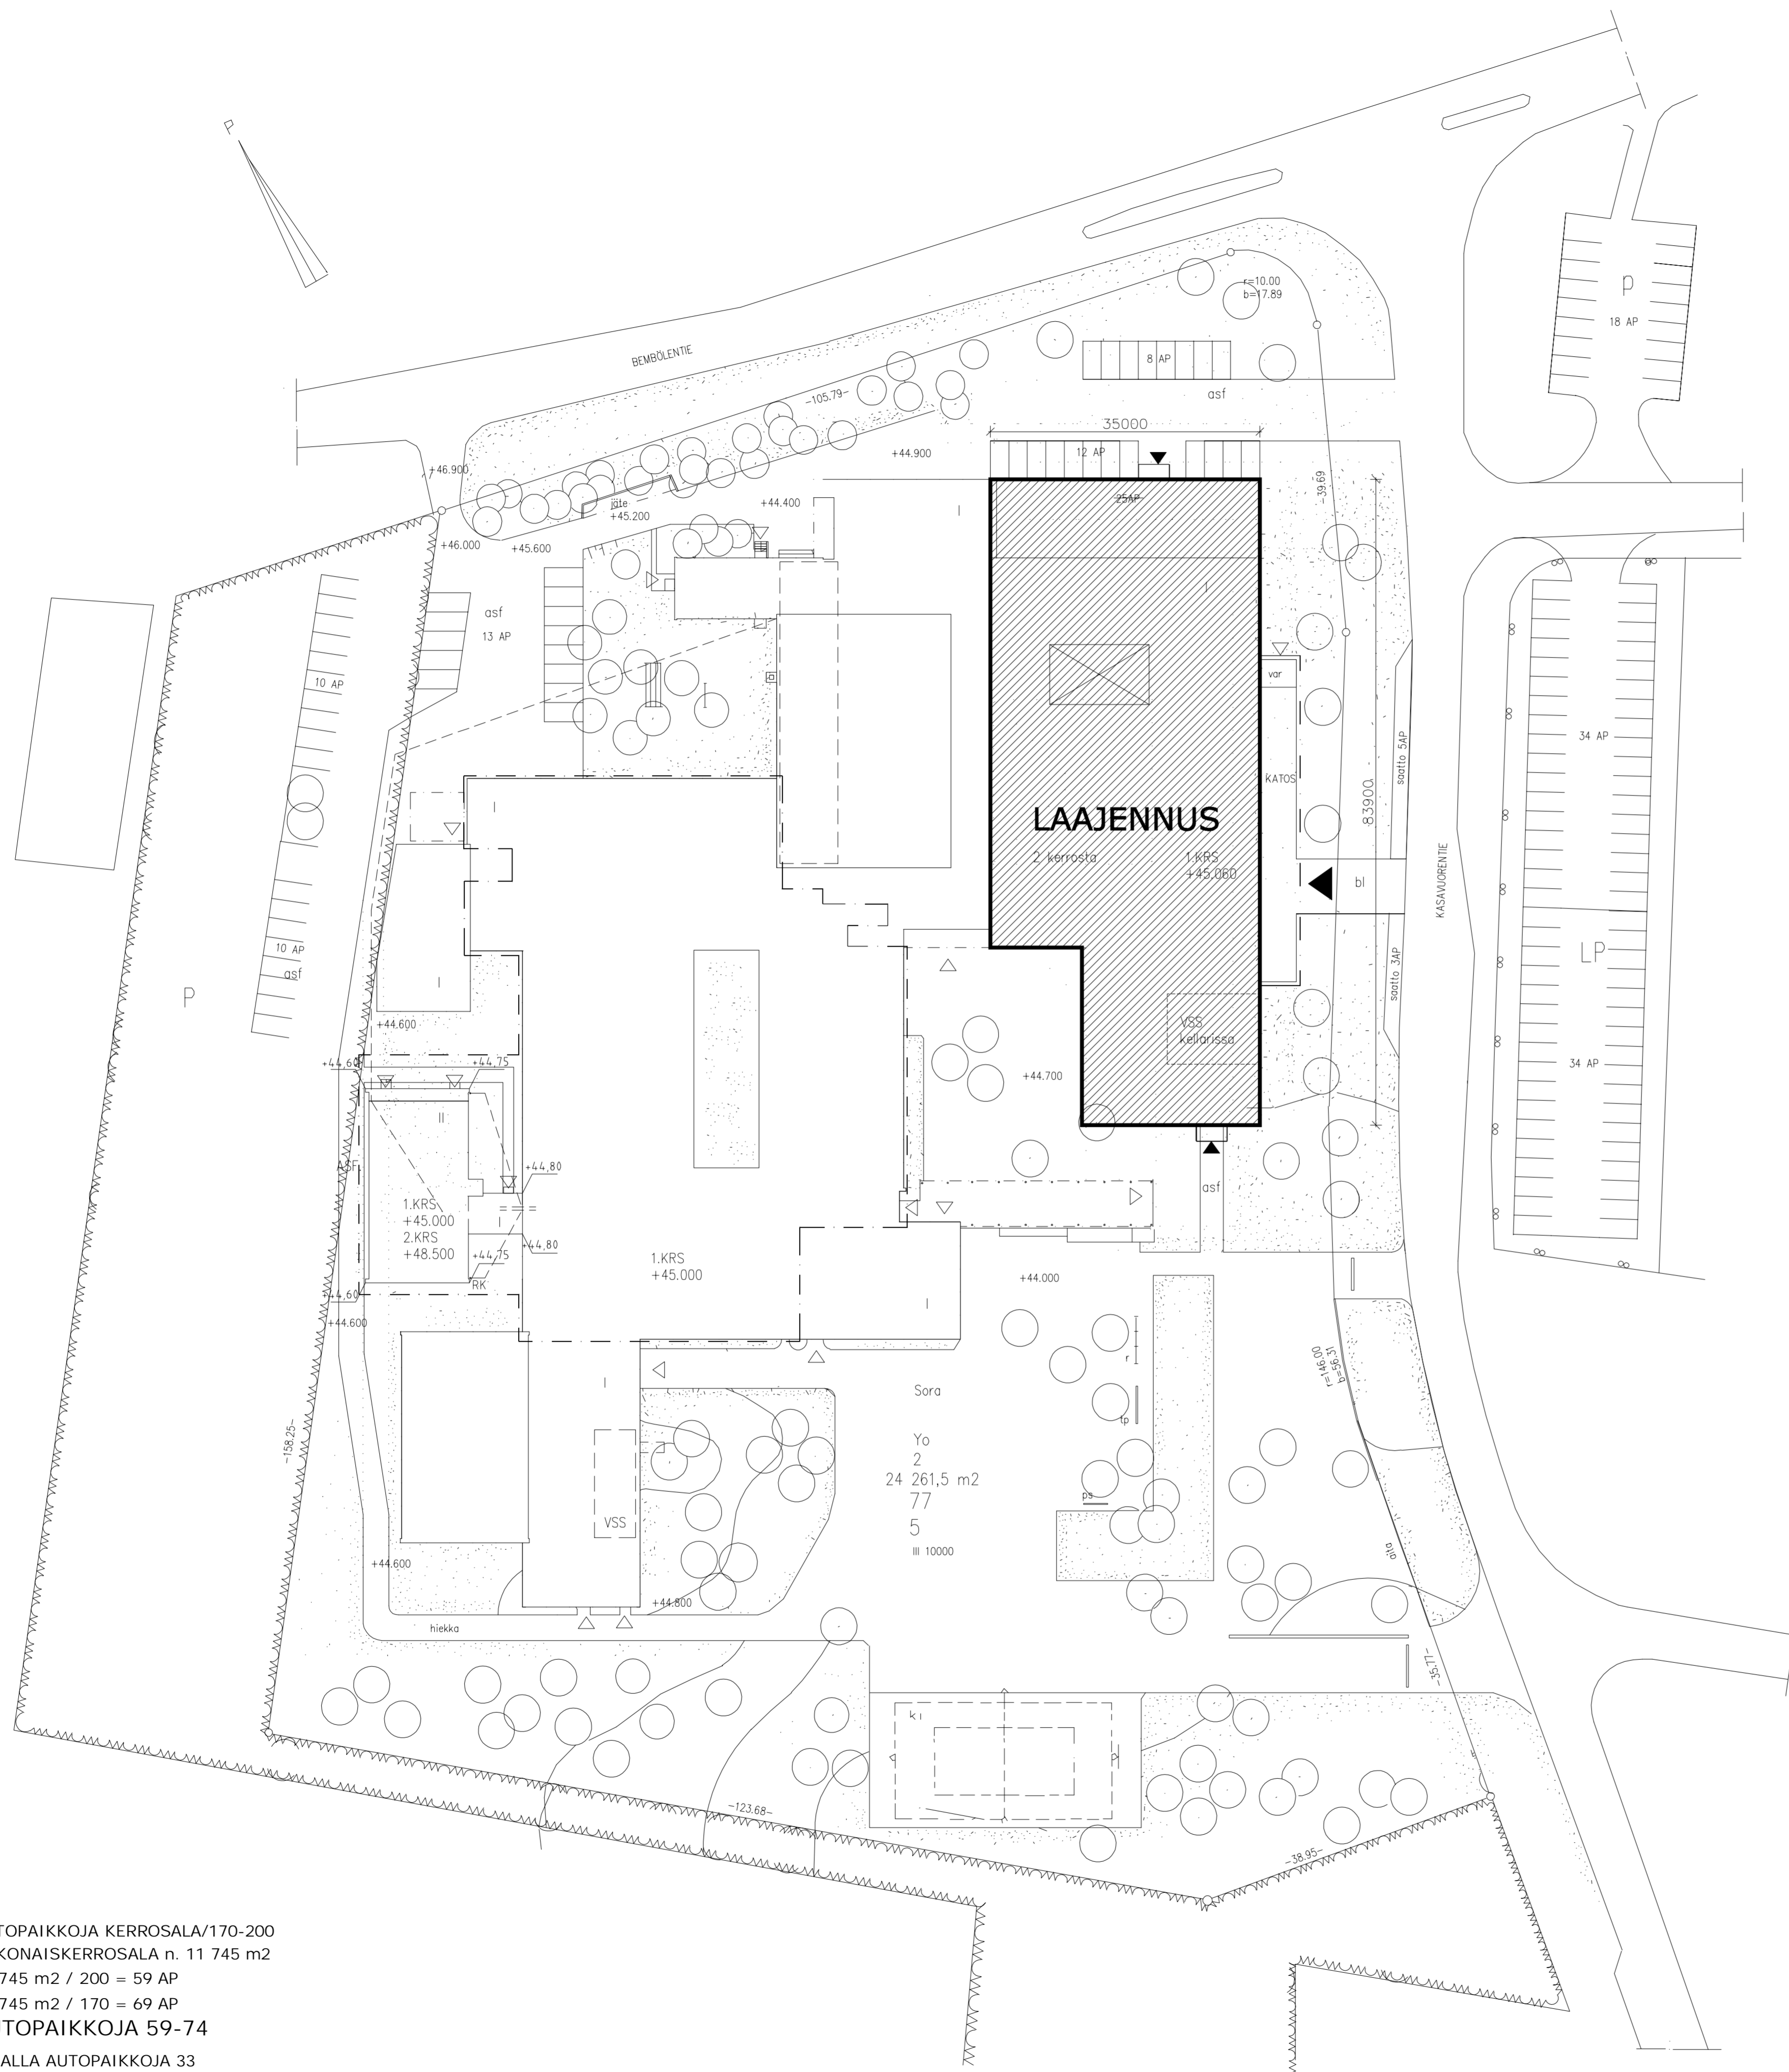 P
BEMBÖLENTIE
r=10.00
b=17.89
p
18 AP
8 AP
asf
-105.79-
35000
12 AP
+44.900
+46.900
-25AP-
-39.69
jäte
+45.200
+44.400
+46.000
+45.600
I
I
asf
13 AP
10 AP
var
34 AP
saatto 5AP
KATOS
83900
LAAJENNUS
I
2 kerrosta
1.KRS
+45.060
bl
KASAVUORENTIE
10 AP
asf
LP
saatto 3AP
P
I
+44.600
VSS
kellarissa
+44,60
+44,75
+44.700
34 AP
II
ASF
+44,80
asf
1.KRS
+45.000
2.KRS
+48.500
I
+44,80
+44,75
RK
1.KRS
+45.000
+44.000
+44,60
+44.600
I
r=146.00
b=56.31
r
I
Sora
tp
-158.25-
Yo
2
24 261,5 m2
77
5
III 10000
ps
VSS
aita
+44.600
+44.800
hiekka
-35.77-
k
-123.68-
-38.95-
TOPAIKKOJA KERROSALA/170-200
KONAISKERROSALA n. 11 745 m2
745 m2 / 200 = 59 AP
745 m2 / 170 = 69 AP
TOPAIKKOJA 59-74
ALLA AUTOPAIKKOJA 33